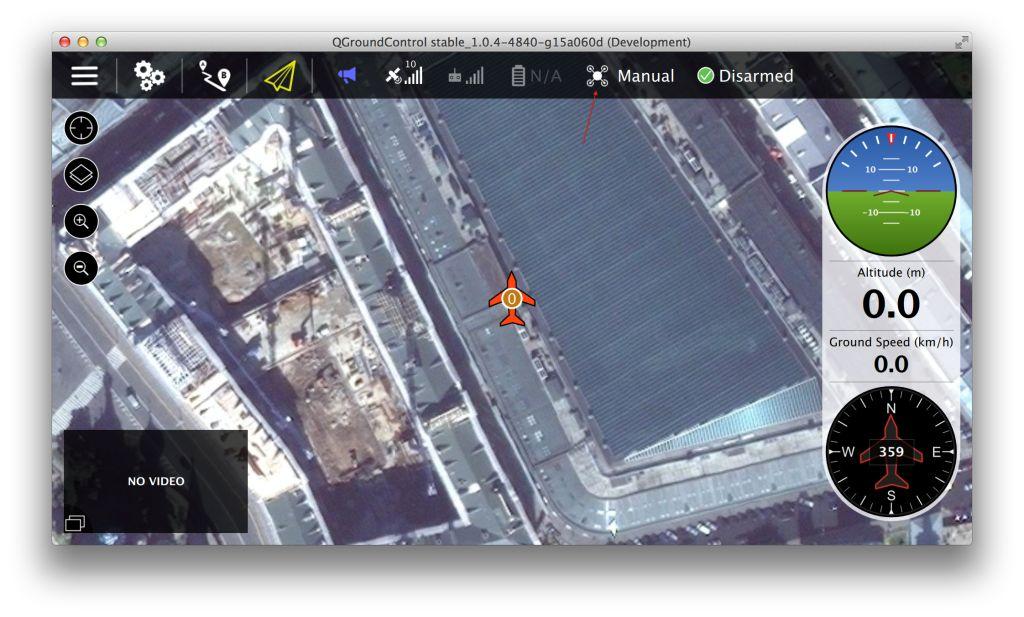 QGroundControl stable_1.0.4-4840-g15a060d (Development)
B
10
N/A
Manual
Disarmed
10 10
-10 -10
0
Altitude (m)
0.0
Ground Speed (km/h)
0.0
N
W 359 E
S
NO VIDEO